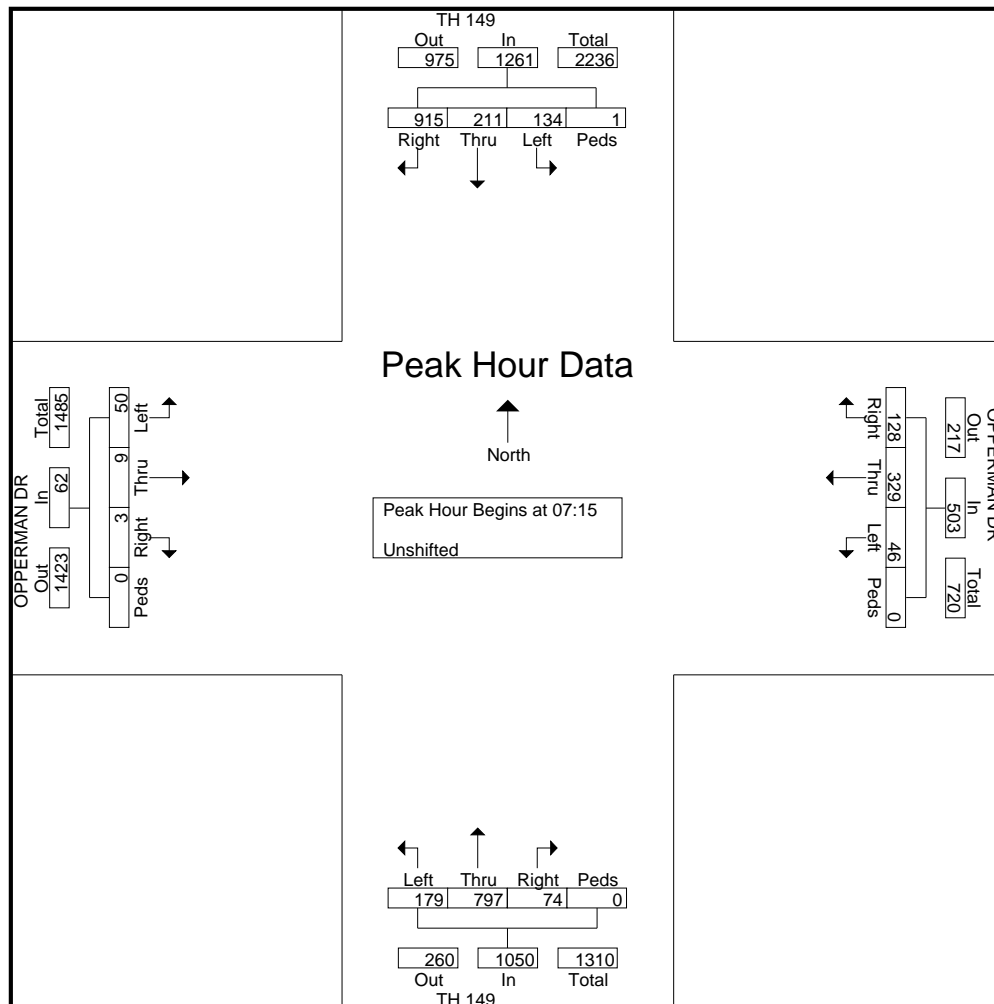 TH 149
Out In Total
975 1261 2236
915 211 134 1
Right Thru Left Peds
Peak Hour Data
North
Peak Hour Begins at 07:15
Unshifted
OPPERMAN DR
Total In Out
1485 62 1423
50 9 3 0
Left Thru Right Peds
Right Thru Left Peds
128 329 46 0
217 503 720
Out In Total
OPPERMAN DR
Left Thru Right Peds
179 797 74 0
260 1050 1310
Out In Total
TH 149